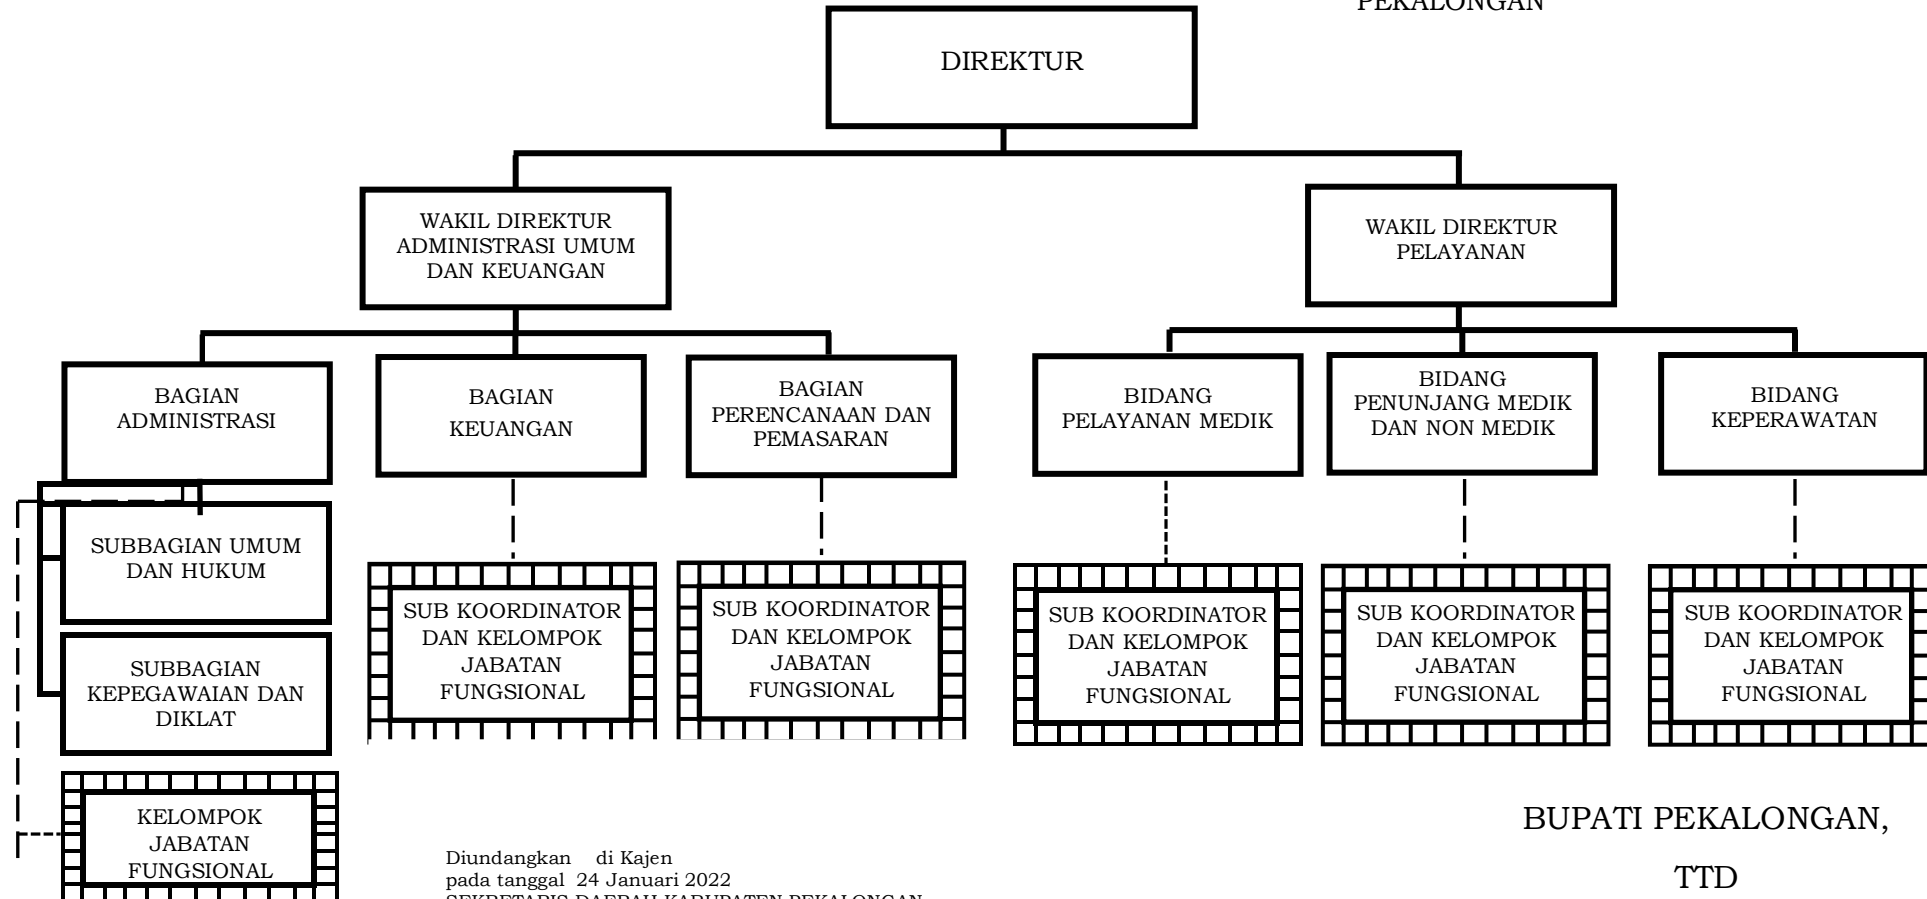 PEKALONGAN
DIREKTUR
WAKIL DIREKTUR
ADMINISTRASI UMUM
DAN KEUANGAN
WAKIL DIREKTUR
PELAYANAN
BAGIAN
ADMINISTRASI
BAGIAN
KEUANGAN
BAGIAN
PERENCANAAN DAN
PEMASARAN
BIDANG
PELAYANAN MEDIK
BIDANG
PENUNJANG MEDIK
DAN NON MEDIK
BIDANG
KEPERAWATAN
SUBBAGIAN UMUM
DAN HUKUM
SUBBAGIAN
KEPEGAWAIAN DAN
DIKLAT
KELOMPOK
JABATAN
FUNGSIONAL
SUB KOORDINATOR
DAN KELOMPOK
JABATAN
FUNGSIONAL
SUB KOORDINATOR
DAN KELOMPOK
JABATAN
FUNGSIONAL
SUB KOORDINATOR
DAN KELOMPOK
JABATAN
FUNGSIONAL
SUB KOORDINATOR
DAN KELOMPOK
JABATAN
FUNGSIONAL
SUB KOORDINATOR
DAN KELOMPOK
JABATAN
FUNGSIONAL
Diundangkan di Kajen
pada tanggal 24 Januari 2022
SEKRETARIS DAERAH KABUPATEN PEKALONGAN
BUPATI PEKALONGAN,
TTD